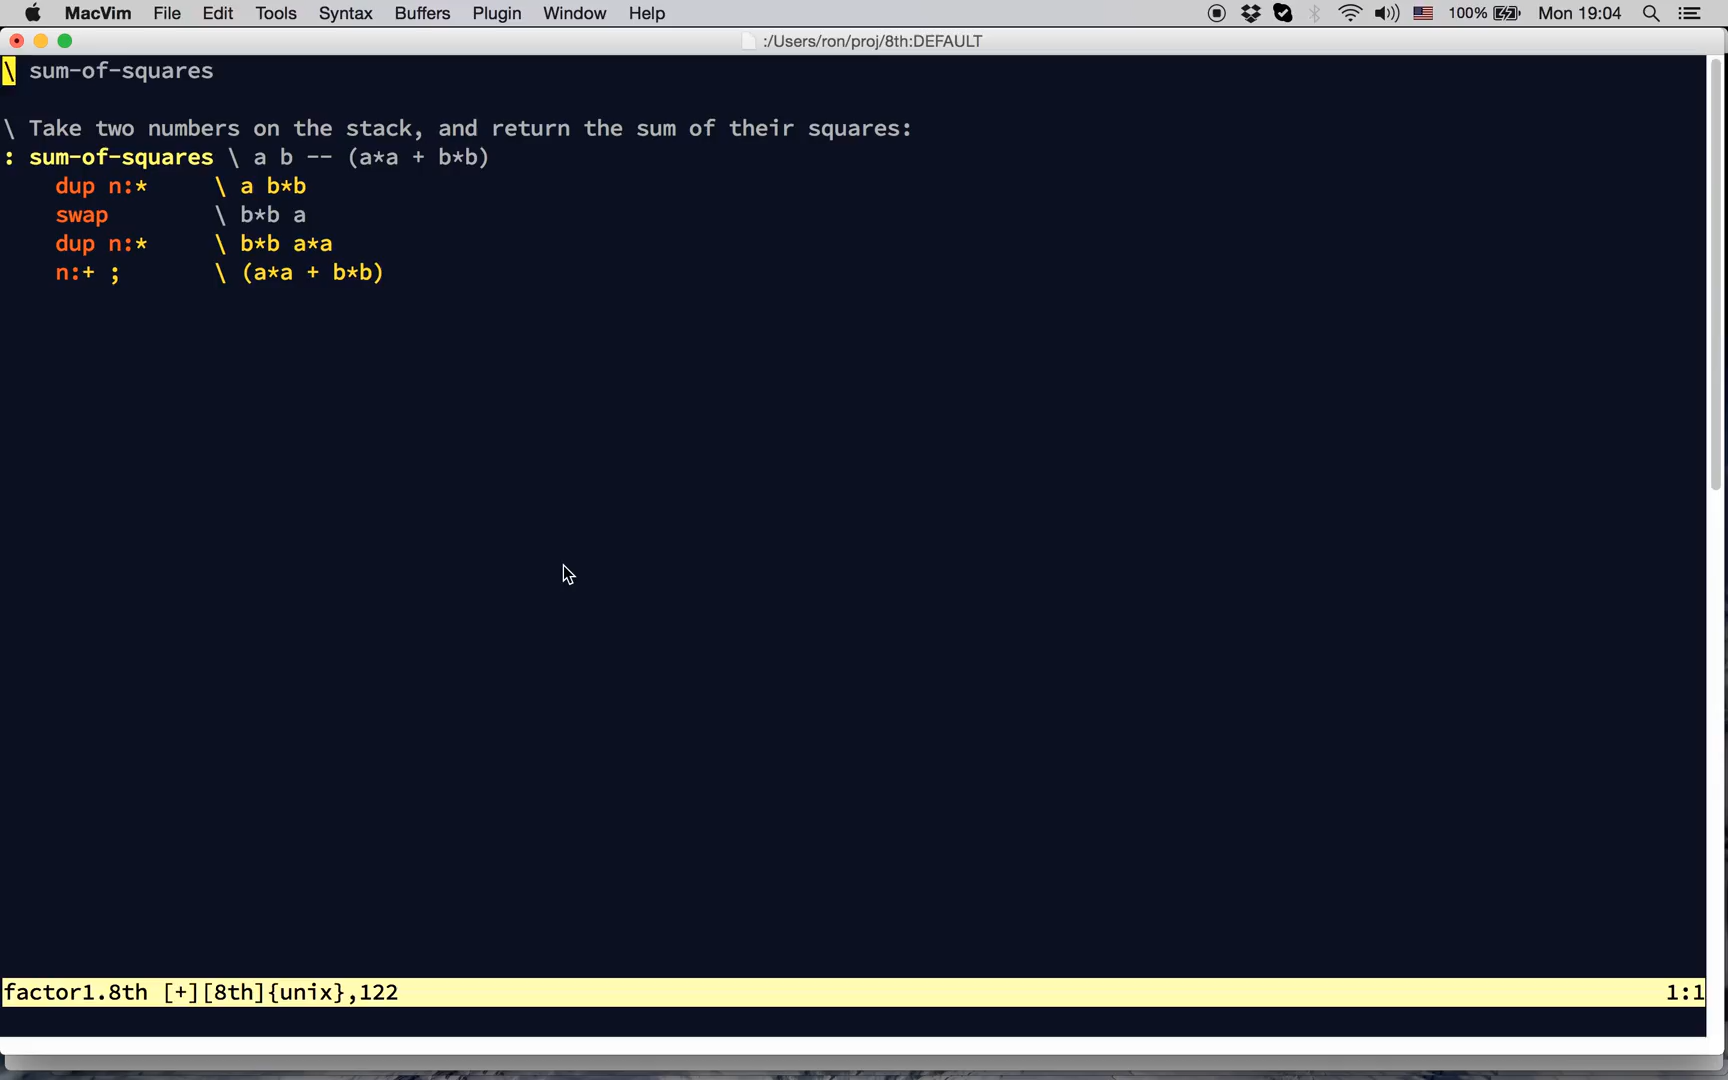 MacVim File Edit Tools Syntax Buffers Plugin Window Help 100% Mon 19:04
:/Users/ron/proj/8th:DEFAULT
\ sum-of-squares
\ Take two numbers on the stack, and return the sum of their squares:
: sum-of-squares \ a b -- (a*a + b*b)
dup n:* \ a b*b
swap \ b*b a
dup n:* \ b*b a*a
n:+ ; \ (a*a + b*b)
factor1.8th [+][8th]{unix},122 1:1